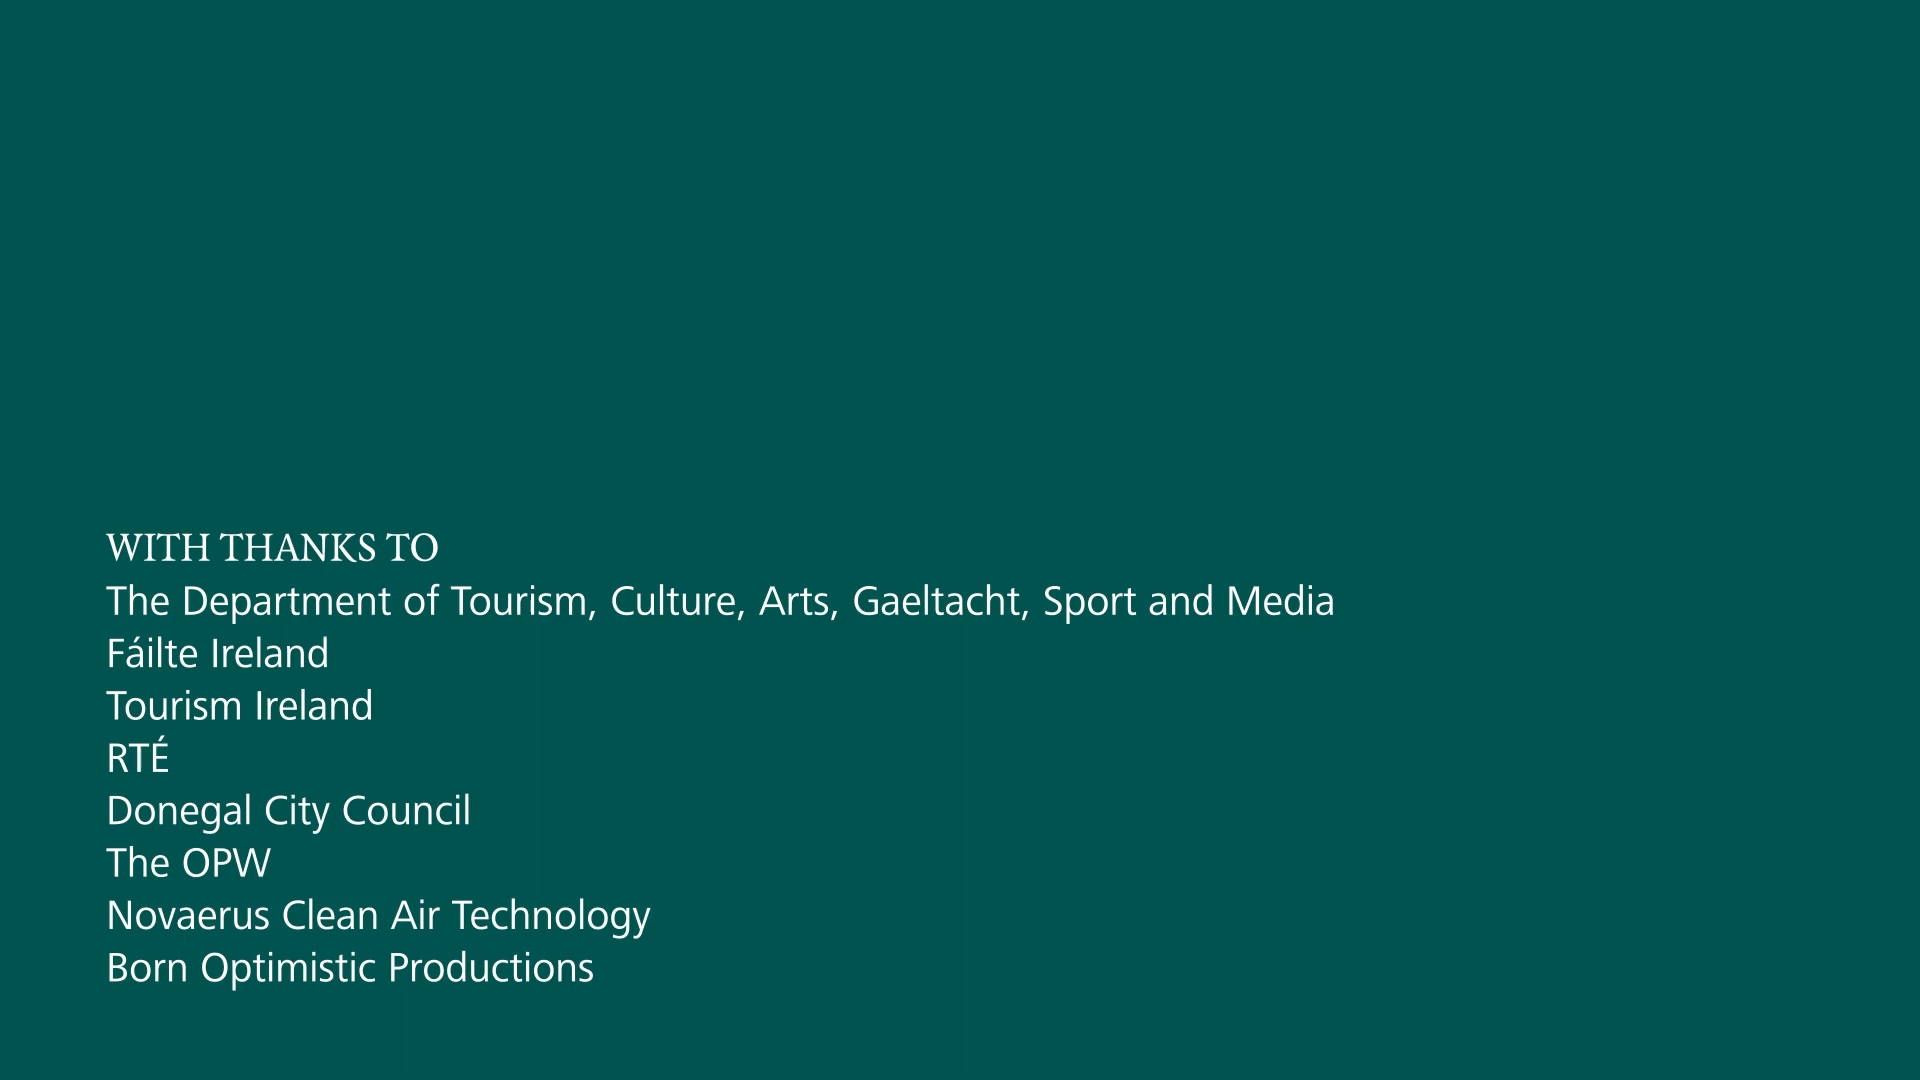 WITH THANKS TO
The Department of Tourism, Culture, Arts, Gaeltacht, Sport and Media
Fáilte Ireland
Tourism Ireland
RTÉ
Donegal City Council
The OPW
Novaerus Clean Air Technology
Born Optimistic Productions